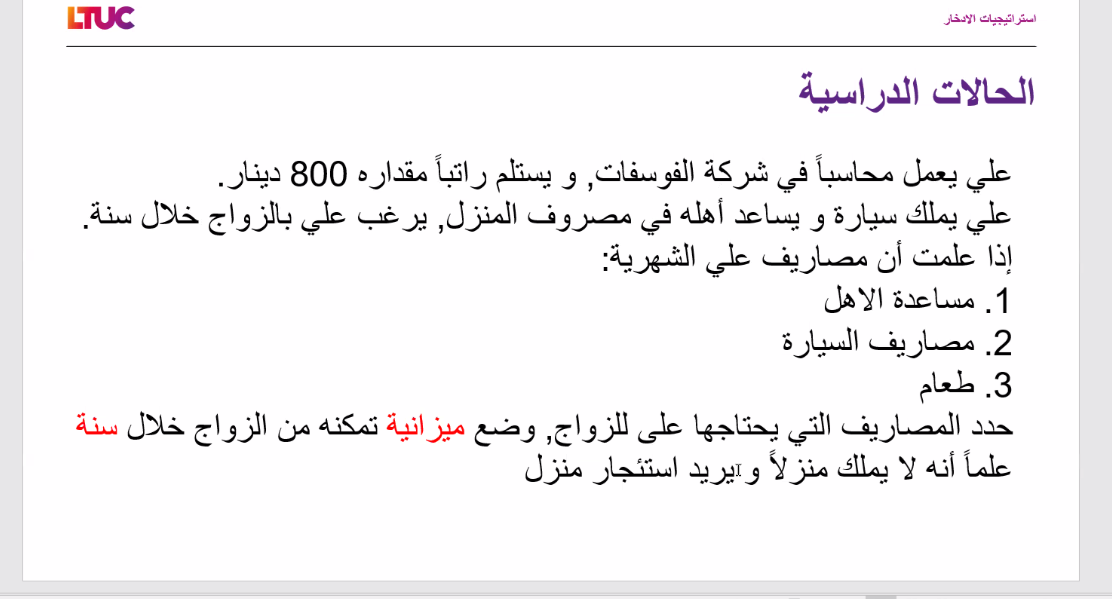 LTUC
استراتيجيات الادخار
الحالات الدراسية
علي يعمل محاسباً في شركة الفوسفات, و يستلم راتباً مقداره 800 دينار.
علي يملك سيارة و يساعد أهله في مصروف المنزل, يرغب علي بالزواج خلال سنة.
إذا علمت أن مصاريف علي الشهرية:
1. مساعدة الاهل
2. مصاريف السيارة
3. طعام
حدد المصاريف التي يحتاجها على للزواج, وضع ميزانية تمكنه من الزواج خلال سنة
علماً أنه لا يملك منزلاً و يريد استئجار منزل